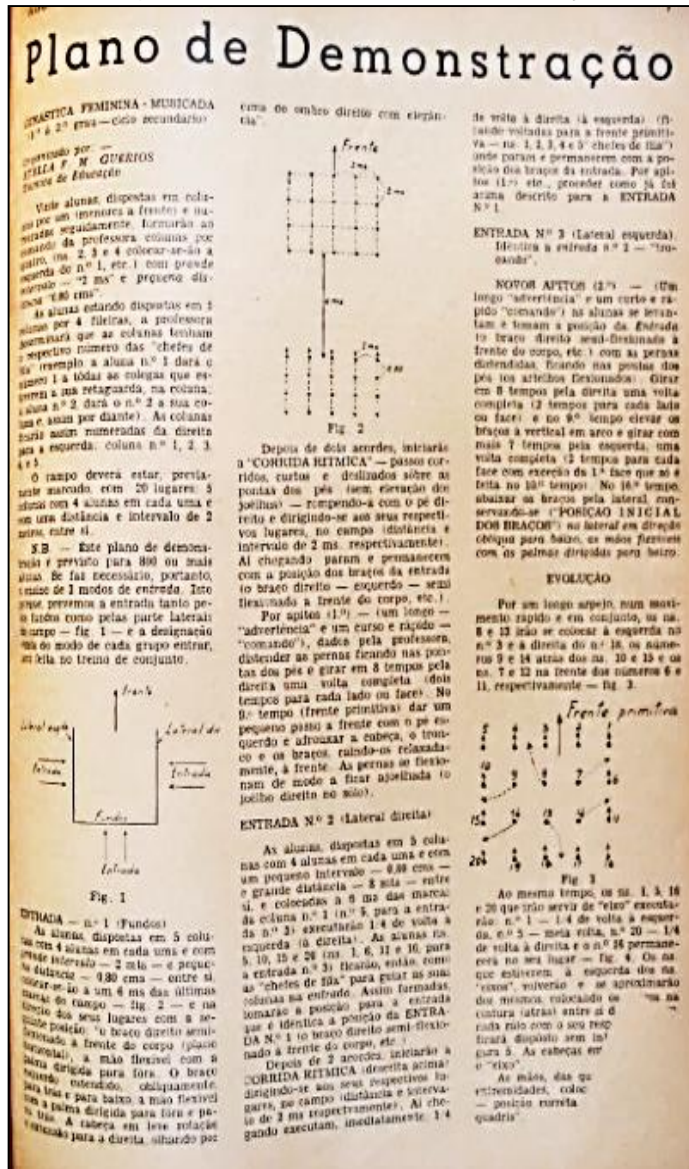 Plano de Demonstração
GINASTICA FEMININA - MUSICADA
(1.º e 2.º grau — ciclo secundário)
Organizado por —
STELLA F. M. GUERIOS
Técnica de Educação
Vinte alunas, dispostas em colu-
nas por um (menores a frente) e nu-
meradas seguidamente, formarão ao
comando da professora colunas por
quatro, (ns. 2, 3 e 4 colocar-se-ão à
esquerda do n.º 1, etc.) com grande
intervalo — "2 ms" e pequena dis-
tância "0,80 cms".
As alunas estando dispostas em 5
colunas por 4 fileiras, a professora
determinará que as colunas tenham
o respectivo número das "chefes de
fila" (exemplo a aluna n.º 1 dará o
número 1 a tôdas as colegas que es-
tiverem a sua retaguarda, na coluna;
a aluna n.º 2, dará o n.º 2 a sua co-
luna e, assim por diante). As colunas
ficarão assim numeradas da direita
para a esquerda: coluna n.º 1, 2, 3,
4 e 5.
O campo deverá estar, previa-
mente marcado, com 20 lugares: 5
colunas com 4 alunas em cada uma e
com uma distância e intervalo de 2
metros, entre si.
N.B. — Êste plano de demons-
tração é previsto para 800 ou mais
alunas. Se faz necessário, portanto,
de 3 modos de entrada. Isto
posto, prevemos a entrada tanto pe-
los fundos como pelas parte laterais
do campo — fig. 1 — e a designação
do modo de cada grupo entrar,
será feita no treino de conjunto.
frente
Lateral esq.
Lateral dir
Entrada
Entrada
Fundos
Entrada
Fig. 1
ENTRADA — n.º 1 (Fundos)
As alunas, dispostas em 5 colu-
nas com 4 alunas em cada uma e com
grande intervalo — 2 mts — e peque-
na distância — 0,80 cms — entre si,
colocar-se-ão a um 6 ms das últimas
marcas do campo — fig. 2 — e na
direção dos seus lugares com a se-
guinte posição: "o braço direito semi-
flexionado à frente do corpo (plano
horizontal), a mão flexível com a
palma dirigida para fóra. O braço
esquerdo estendido, obliquamente,
para trás e para baixo, a mão flexível
com a palma dirigida para fóra e pa-
ra trás. A cabeça em leve rotação
e extensão para a direita, olhando por
cima do ombro direito com elegân-
cia".
Frente
2 ms
2 ms
6 ms
2 ms
Fig 2
Depois de dois acordes, iniciarão
a "CORRIDA RITMICA" — passos cor-
ridos, curtos e deslizados sôbre as
pontas dos pés (sem elevação dos
joelhos) — rompendo-a com o pé di-
reito e dirigindo-se aos seus respecti-
vos lugares, no campo (distância e
intervalo de 2 ms. respectivamente).
Ai chegando param e permanecem
com a posição dos braços da entrada
(o braço direito — esquerdo — semi
flexionado a frente do corpo, etc.).
Por apitos (1.º) — (um longo —
"advertência" e um curso e rápido —
"comando"), dados pela professora,
distender as pernas ficando nas pon-
tas dos pés e girar em 8 tempos pela
direita uma volta completa (dois
tempos para cada lado ou face). No
9.º tempo (frente primitiva) dar um
pequeno passo a frente com o pé es-
querdo e afrouxar a cabeça, o tron-
co e os braços, caindo-os relaxada-
mente, à frente. As pernas se flexio-
nam de modo a ficar ajoelhada (o
joelho direito no solo).
ENTRADA N.º 2 (Lateral direita)
As alunas, dispostas em 5 colu-
nas com 4 alunas em cada uma e com
um pequeno intervalo — 0,80 cms —
e grande distância — 2 mts — entre
si, e colocadas a 6 ms das marcas
da coluna n.º 1 (n.º 5, para a entra-
da n.º 3) executarão 1/4 de volta à
esquerda (à direita). As alunas ns.
5, 10, 15 e 20 (ns. 1, 6, 11 e 16, para
a entrada n.º 3) ficarão, então, como
as "chefes de fila" para guiar as suas
colunas na entrada. Assim formadas,
tomarão a posição para a entrada
que é idêntica a posição da ENTRA-
DA N.º 1 (o braço direito semi-flexio-
nado à frente do corpo, etc.)
Depois de 2 acordes, iniciarão a
CORRIDA RITMICA (descrita acima)
dirigindo-se aos seus respectivos lu-
gares, no campo (distância e interva-
lo de 2 ms respectivamente). Ai che-
gando executam, imediatamente, 1/4
de volta à direita (à esquerda) (fi-
cando voltadas para a frente primiti-
va — ns. 1, 2, 3, 4 e 5 "chefes de fila")
onde param e permanecem com a po-
sição dos braços da entrada. Por api-
tos (1.º) etc., proceder como já foi
acima descrito para a ENTRADA
N.º 1.
ENTRADA N.º 3 (Lateral esquerda).
Idêntica a entrada n.º 2 — "tro-
cando".
NOVOS APITOS (2.º) — (Um
longo "advertência" e um curto e rá-
pido "comando") as alunas se levan-
tam e tomam a posição da Entrada
(o braço direito semi-flexionado à
frente do corpo, etc.) com as pernas
distendidas, ficando nas pontas dos
pés (os artelhos flexionados). Girar
em 8 tempos pela direita uma volta
completa (2 tempos para cada lado
ou face) e no 9.º tempo elevar os
braços à vertical em arco e girar com
mais 7 tempos pela esquerda, uma
volta completa (2 tempos para cada
face com exceção da 1.ª face que só é
feita no 10.º tempo). No 16.º tempo,
abaixar os braços pela lateral, con-
servando-se ("POSIÇÃO INICIAL
DOS BRAÇOS") na lateral em direção
obliqua para baixo, as mãos flexíveis
com as palmas dirigidas para baixo.
EVOLUÇÃO
Por um longo arpejo, num movi-
mento rapido e em conjunto, os ns.
8 e 13 irão se colocar à esquerda no
n.º 3 e à direita do n.º 18, os núme-
ros 9 e 14 atrás dos ns. 10 e 15 e os
ns. 7 e 12 na frente dos números 6 e
11, respectivamente — fig. 3.
Frente primitiva
Fig 3
Ao mesmo tempo, os ns. 1, 5, 16
e 20 que irão servir de "eixo" executa-
rão: n.º 1 — 1/4 de volta à esquer-
da, n.º 5 — meia volta, n.º 20 — 1/4
de volta à direita e o n.º 16 permane-
cerá no seu lugar — fig. 4. Os ns.
que estiverem à esquerda dos ns.
"eixos", volverão e se aproximarão
dos mesmos, colocando os na
cintura (atrás) entre si d
cada raio com o seu resp
ficará disposto sem in
gura 5. As cabeças em
o "eixo"
As mãos, das qu
extremidades, coloc
— posição correta
quadris".